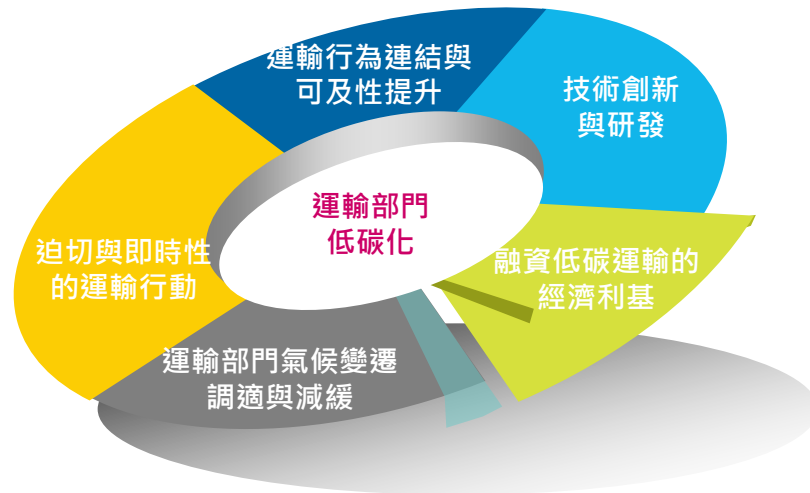 運輸行為連結與
可及性提升
技術創新
與研發
運輸部門
低碳化
迫切與即時性
的運輸行動
融資低碳運輸的
經濟利基
運輸部門氣候變遷
調適與減緩